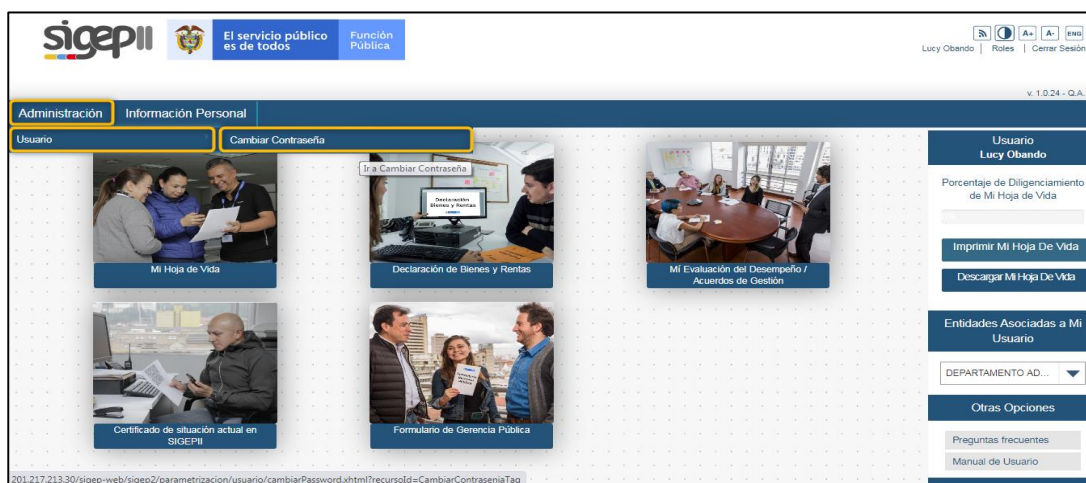 sigepII
El servicio público
es de todos
Función
Pública
A+ A- ENG
Lucy Obando | Roles | Cerrar Sesión
v. 1.0.24 - Q.A.
Administración Información Personal
Usuario Cambiar Contraseña
Ir a Cambiar Contraseña
Declaración
Bienes y Rentas
Mi Hoja de Vida
Declaración de Bienes y Rentas
Mí Evaluación del Desempeño /
Acuerdos de Gestión
Certificado de situación actual en
SIGEPII
Formulario de Gerencia Pública
Usuario
Lucy Obando
Porcentaje de Diligenciamiento
de Mi Hoja de Vida
Imprimir Mi Hoja De Vida
Descargar Mi Hoja De Vida
Entidades Asociadas a Mi
Usuario
DEPARTAMENTO AD...
Otras Opciones
Preguntas frecuentes
Manual de Usuario
201.217.213.30/sigep-web/sigep2/parametrizacion/usuario/cambiarPassword.xhtml?recursoId=CambiarContraseniaTag